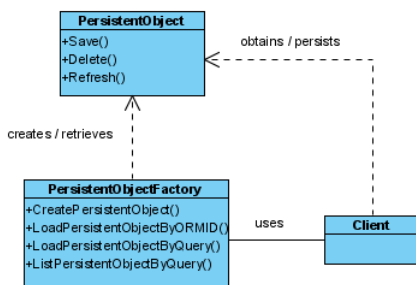 PersistentObject
+Save()
+Delete()
+Refresh()
obtains / persists
creates / retrieves
PersistentObjectFactory
+CreatePersistentObject()
+LoadPersistentObjectByORMID()
+LoadPersistentObjectByQuery()
+ListPersistentObjectByQuery()
uses
Client